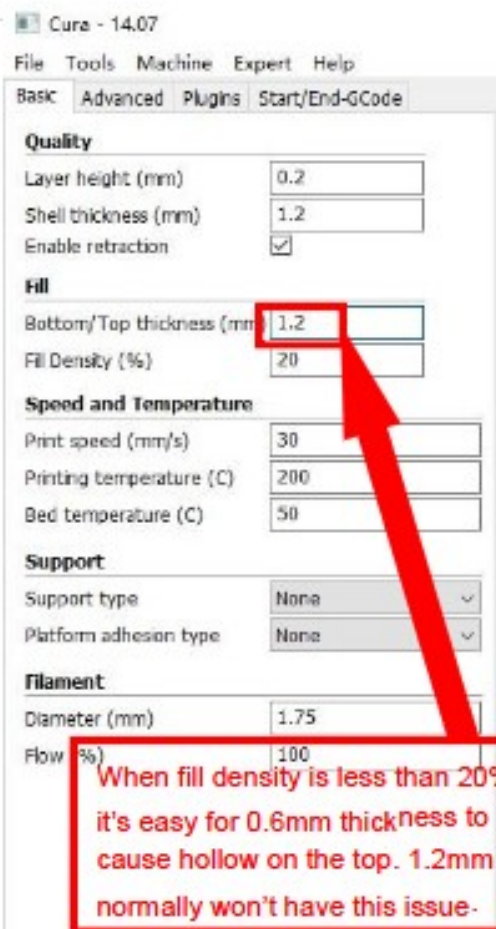 Cura - 14.07
File Tools Machine Expert Help
Basic Advanced Plugins Start/End-GCode
Quality
Layer height (mm) 0.2
Shell thickness (mm) 1.2
Enable retraction
Fill
Bottom/Top thickness (mm) 1.2
Fill Density (%) 20
Speed and Temperature
Print speed (mm/s) 30
Printing temperature (C) 200
Bed temperature (C) 50
Support
Support type None
Platform adhesion type None
Filament
Diameter (mm) 1.75
Flow %) 100
When fill density is less than 20%
it's easy for 0.6mm thickness to
cause hollow on the top. 1.2mm
normally won't have this issue.